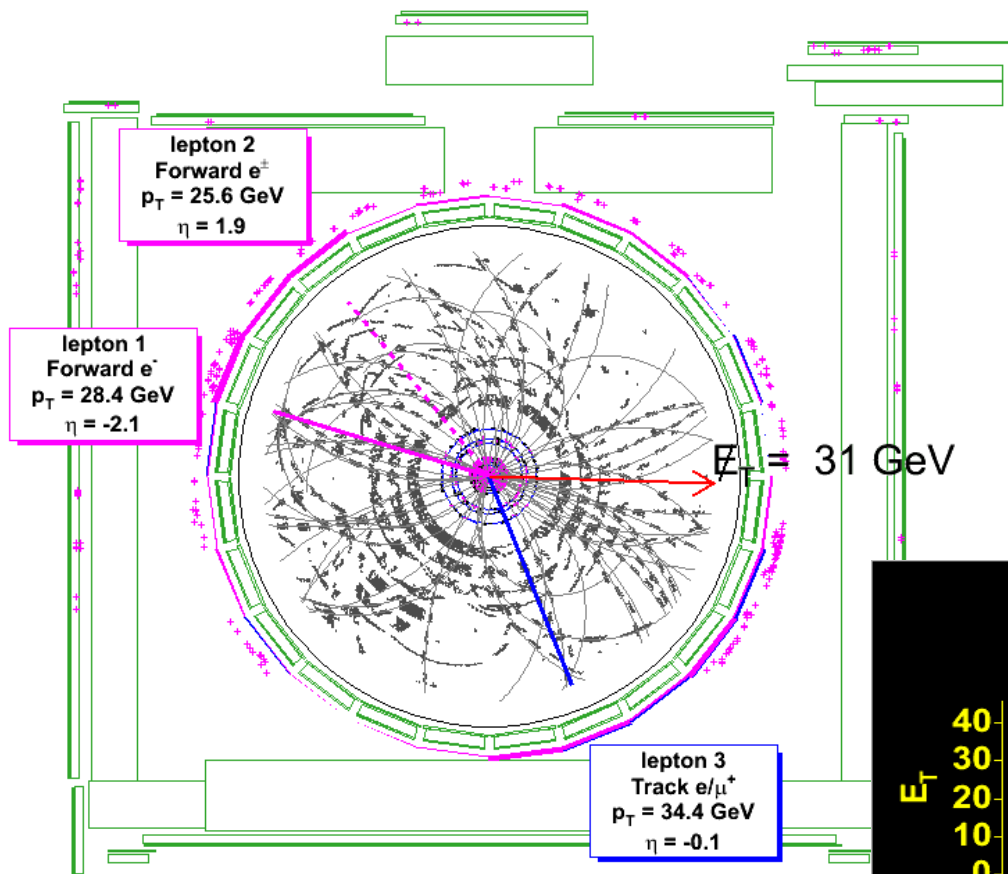 lepton 2
Forward e±
pT = 25.6 GeV
η = 1.9
lepton 1
Forward e-
pT = 28.4 GeV
η = -2.1
E̸T = 31 GeV
lepton 3
Track e/μ+
pT = 34.4 GeV
η = -0.1
ET
40
30
20
10
0